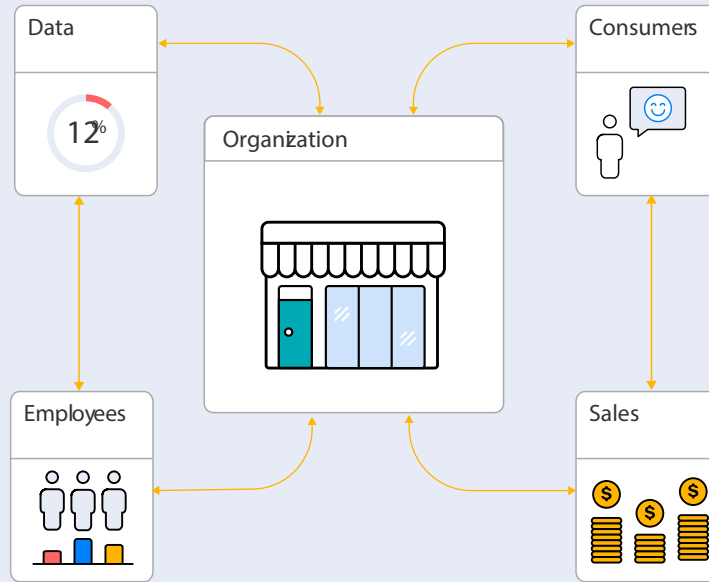 Data
Consumers
12%
Organization
Employees
Sales
$ $ $